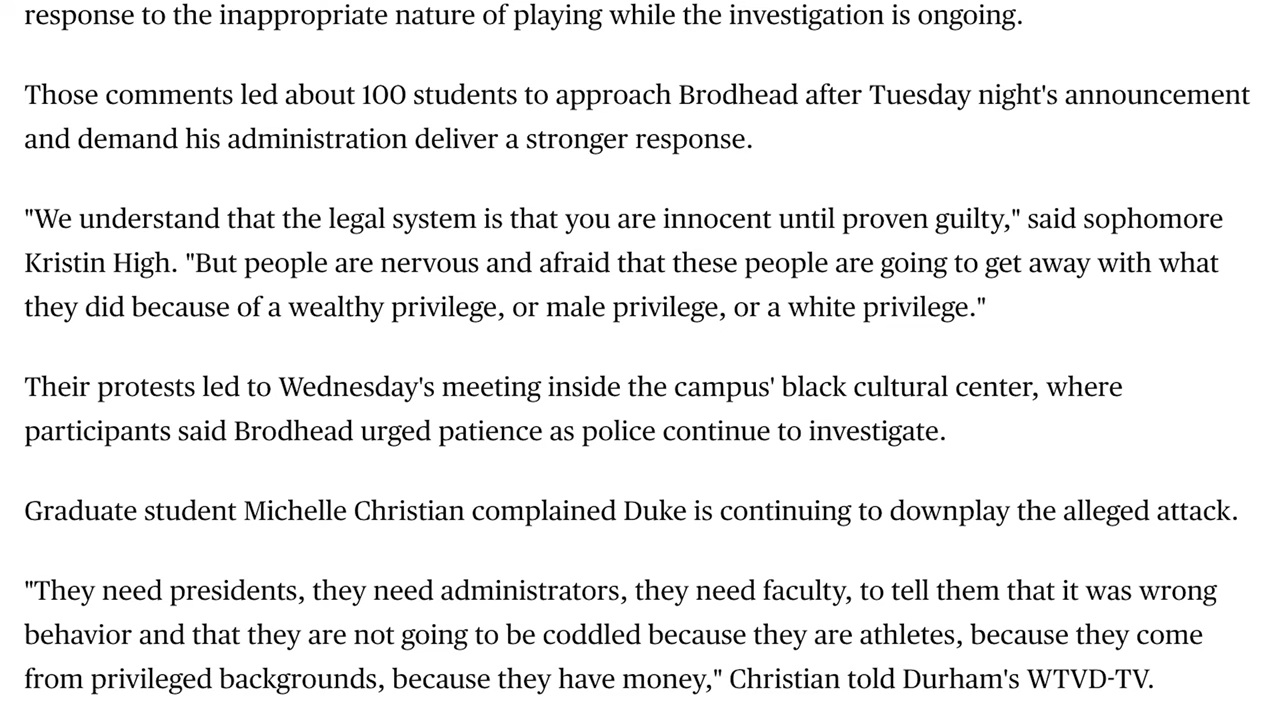 response to the inappropriate nature of playing while the investigation is ongoing.
Those comments led about 100 students to approach Brodhead after Tuesday night's announcement
and demand his administration deliver a stronger response.
"We understand that the legal system is that you are innocent until proven guilty," said sophomore
Kristin High. "But people are nervous and afraid that these people are going to get away with what
they did because of a wealthy privilege, or male privilege, or a white privilege."
Their protests led to Wednesday's meeting inside the campus' black cultural center, where
participants said Brodhead urged patience as police continue to investigate.
Graduate student Michelle Christian complained Duke is continuing to downplay the alleged attack.
"They need presidents, they need administrators, they need faculty, to tell them that it was wrong
behavior and that they are not going to be coddled because they are athletes, because they come
from privileged backgrounds, because they have money," Christian told Durham's WTVD-TV.